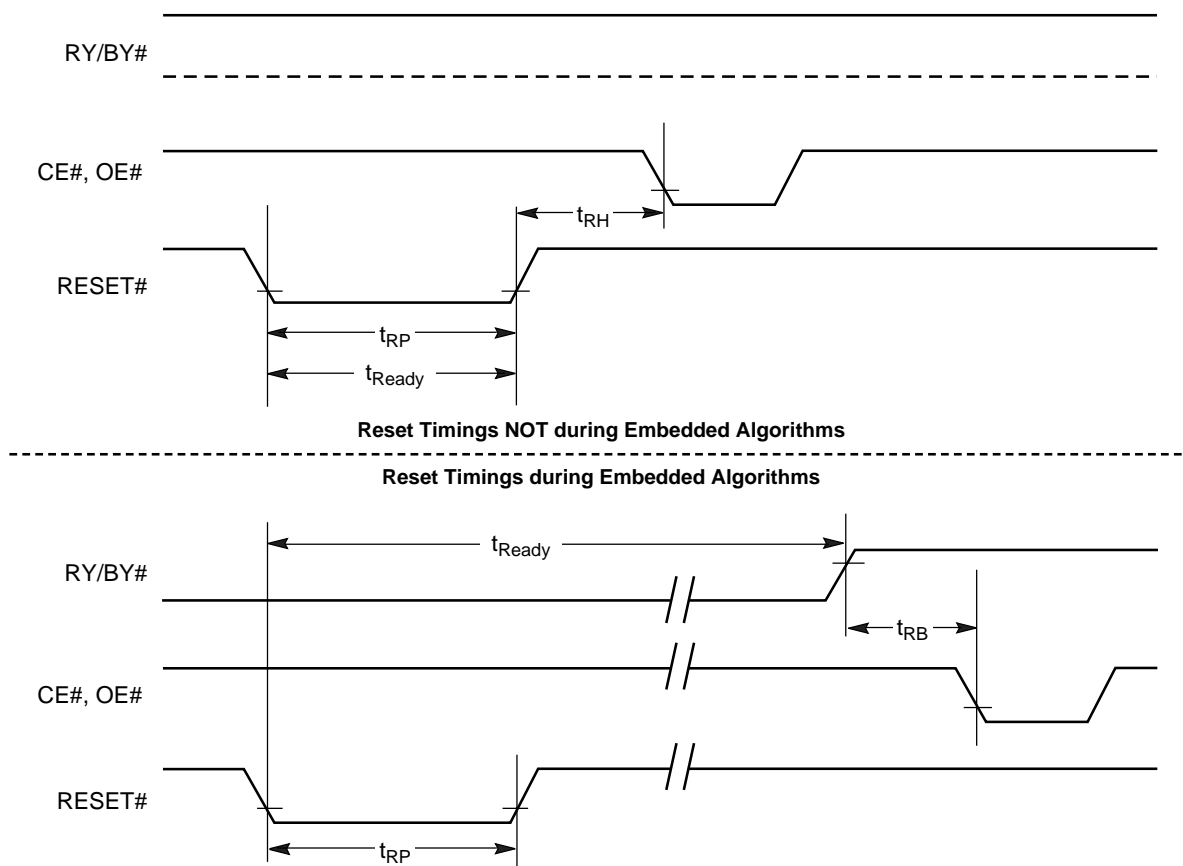 RY/BY#
CE#, OE#
tRH
RESET#
tRP
tReady
Reset Timings NOT during Embedded Algorithms
Reset Timings during Embedded Algorithms
tReady
RY/BY#
tRB
CE#, OE#
RESET#
tRP